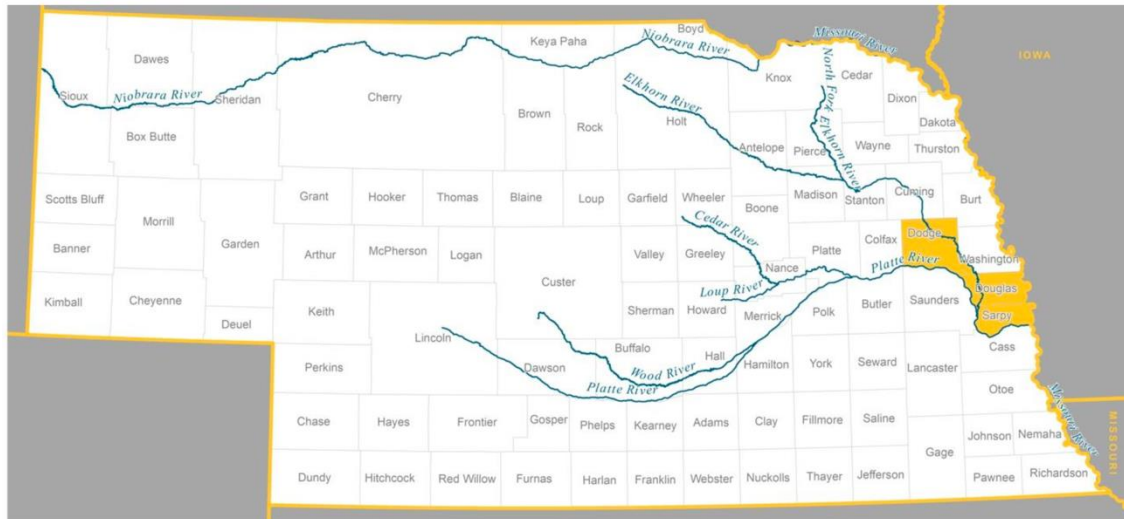 Boyd
Missouri River
IOWA
Keya Paha
Niobrara River
Dawes
Knox
Cedar
North Fork Elkhorn River
Sioux
Niobrara River
Sheridan
Cherry
Elkhorn River
Dixon
Brown
Rock
Holt
Dakota
Box Butte
Antelope
Pierce
Wayne
Thurston
Scotts Bluff
Grant
Hooker
Thomas
Blaine
Loup
Garfield
Wheeler
Madison
Stanton
Cuming
Burt
Boone
Morrill
Cedar River
Banner
Garden
Arthur
McPherson
Logan
Valley
Greeley
Platte
Colfax
Dodge
Washington
Nance
Platte River
Custer
Kimball
Cheyenne
Keith
Loup River
Douglas
Deuel
Sherman
Howard
Merrick
Polk
Butler
Saunders
Sarpy
Lincoln
Buffalo
Hall
Cass
Perkins
Dawson
Wood River
Hamilton
York
Seward
Lancaster
Platte River
Otoe
Missouri River
MISSOURI
Chase
Hayes
Frontier
Gosper
Phelps
Kearney
Adams
Clay
Fillmore
Saline
Johnson
Nemaha
Gage
Dundy
Hitchcock
Red Willow
Furnas
Harlan
Franklin
Webster
Nuckolls
Thayer
Jefferson
Pawnee
Richardson